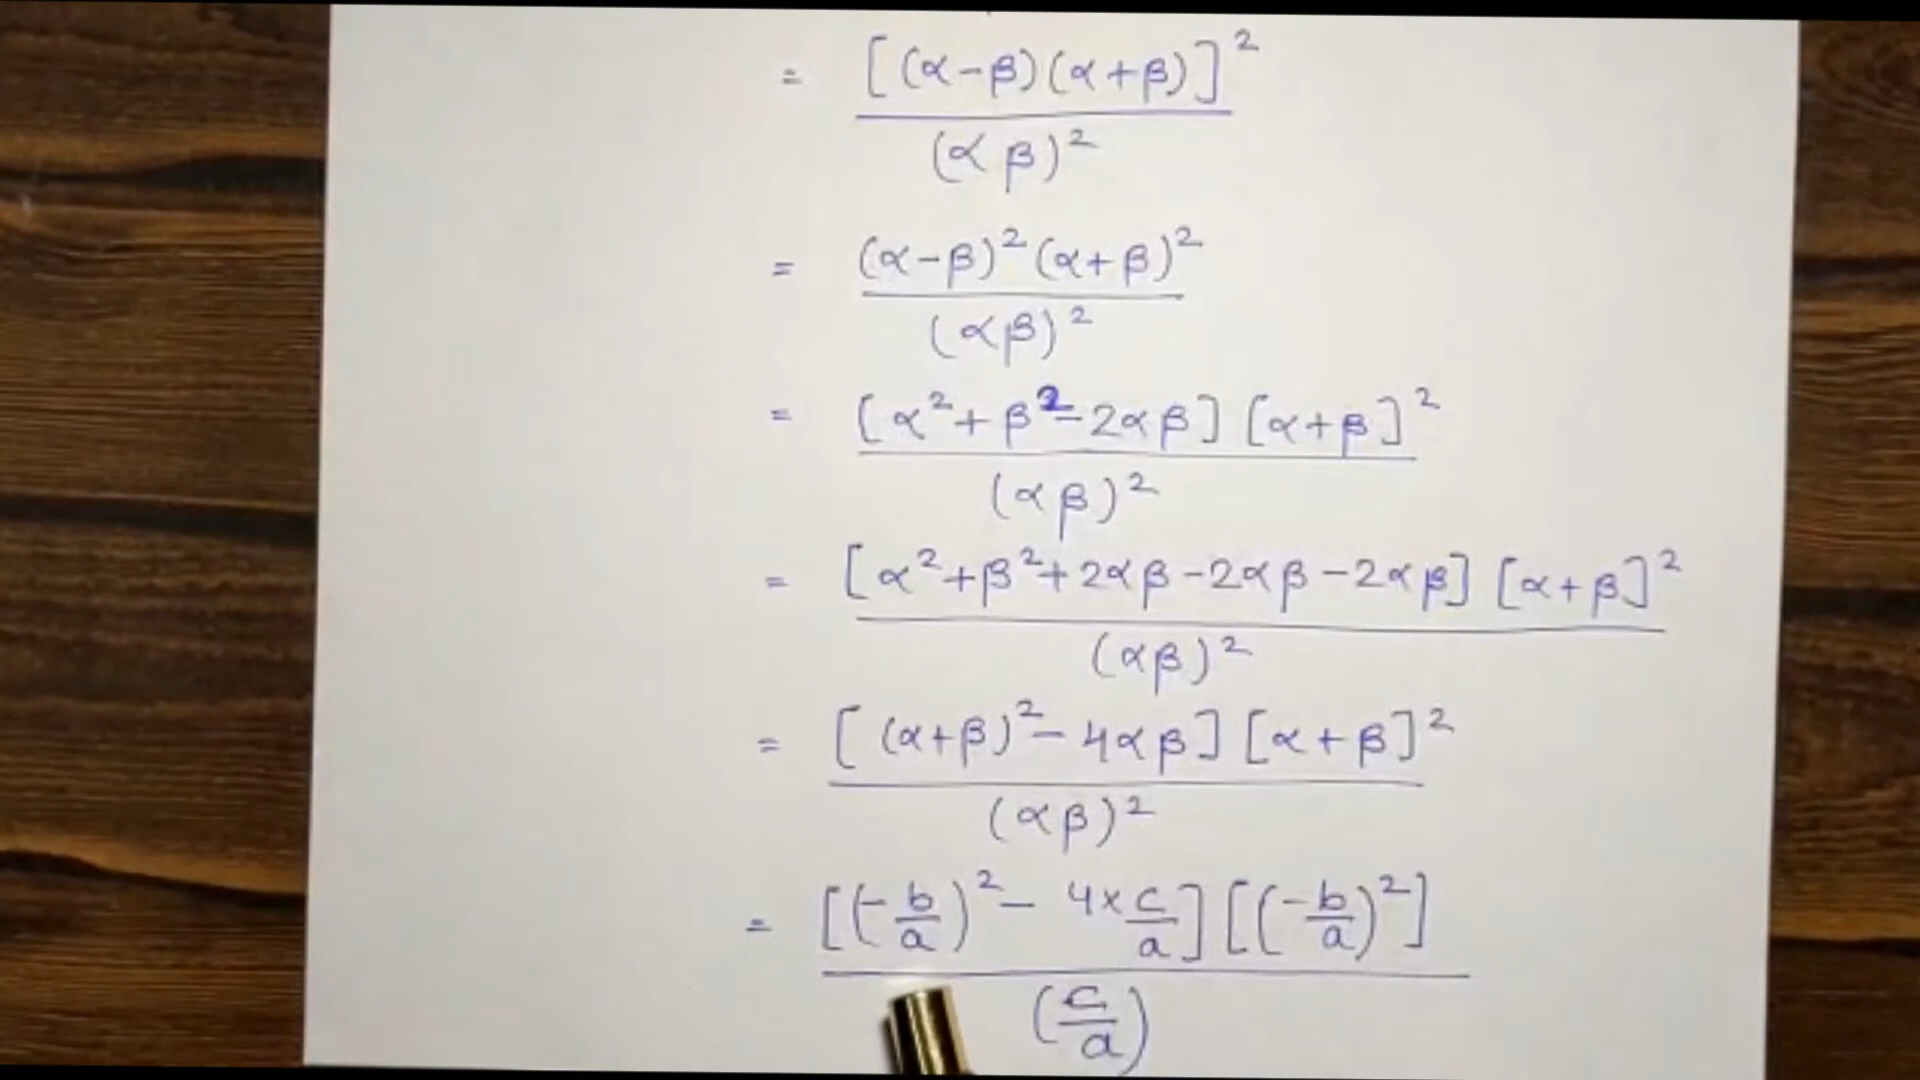 = [(α-β)(α+β)]² / (αβ)²
= (α-β)²(α+β)² / (αβ)²
= [α²+β²-2αβ] [α+β]² / (αβ)²
= [α²+β²+2αβ-2αβ-2αβ] [α+β]² / (αβ)²
= [(α+β)²-4αβ] [α+β]² / (αβ)²
= [(-b/a)²- 4×c/a] [(-b/a)²] / (c/a)